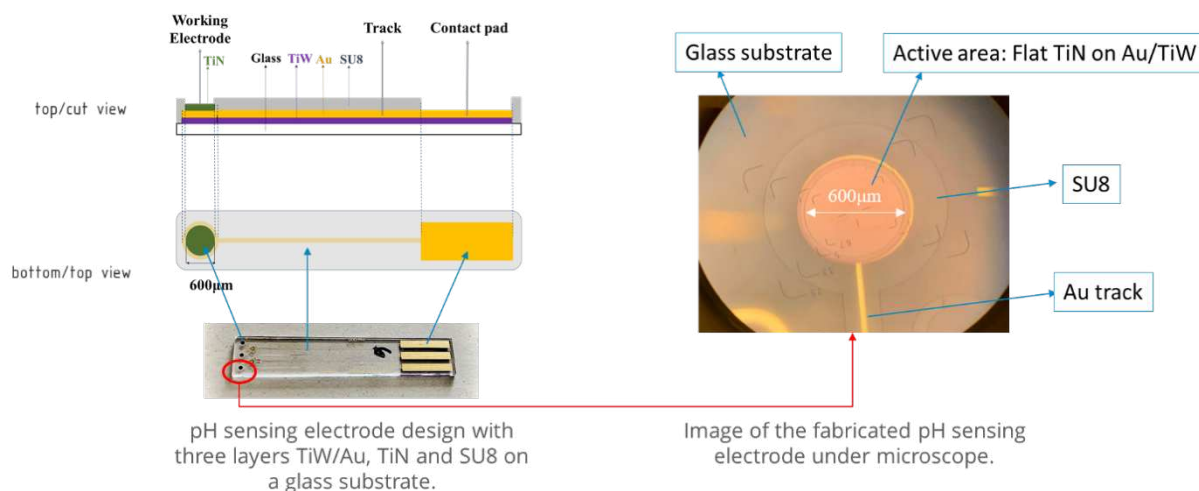 Working
Electrode
TiN
Glass
TiW
Au
SU8
Track
Contact pad
top/cut view
bottom/top view
600μm
pH sensing electrode design with
three layers TiW/Au, TiN and SU8 on
a glass substrate.
Glass substrate
Active area: Flat TiN on Au/TiW
600μm
SU8
Au track
Image of the fabricated pH sensing
electrode under microscope.